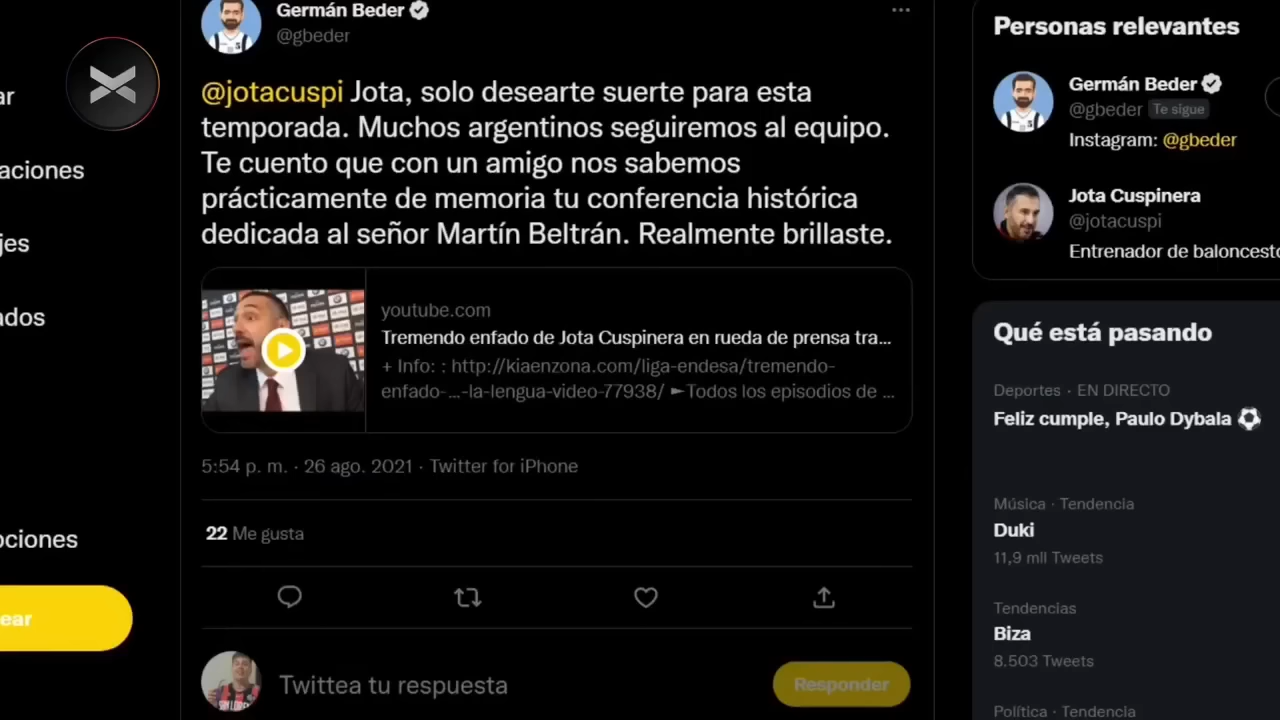 ar
aciones
jes
ados
pciones
ear
Germán Beder
@gbeder
@jotacuspi Jota, solo desearte suerte para esta
temporada. Muchos argentinos seguiremos al equipo.
Te cuento que con un amigo nos sabemos
prácticamente de memoria tu conferencia histórica
dedicada al señor Martín Beltrán. Realmente brillaste.
youtube.com
Tremendo enfado de Jota Cuspinera en rueda de prensa tra...
+ Info: : http://kiaenzona.com/liga-endesa/tremendo-
enfado-...-la-lengua-video-77938/ ►Todos los episodios de ...
5:54 p. m. · 26 ago. 2021 · Twitter for iPhone
22 Me gusta
Twittea tu respuesta
Responder
Personas relevantes
Germán Beder
@gbeder Te sigue
Instagram: @gbeder
Jota Cuspinera
@jotacuspi
Entrenador de baloncesto
Qué está pasando
Deportes · EN DIRECTO
Feliz cumple, Paulo Dybala ⚽
Música · Tendencia
Duki
11,9 mil Tweets
Tendencias
Biza
8.503 Tweets
Política · Tendencia